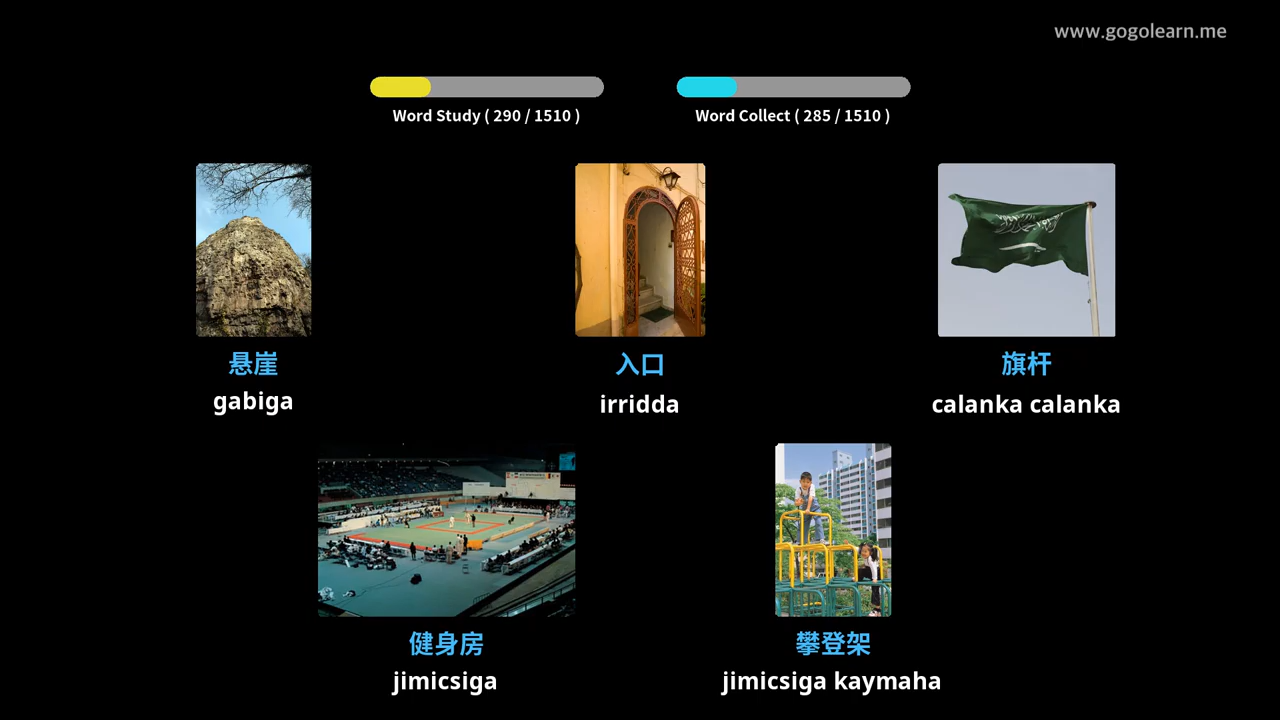 www.gogolearn.me
Word Study ( 290 / 1510 )
Word Collect ( 285 / 1510 )
悬崖
gabiga
入口
irridda
旗杆
calanka calanka
健身房
jimicsiga
攀登架
jimicsiga kaymaha